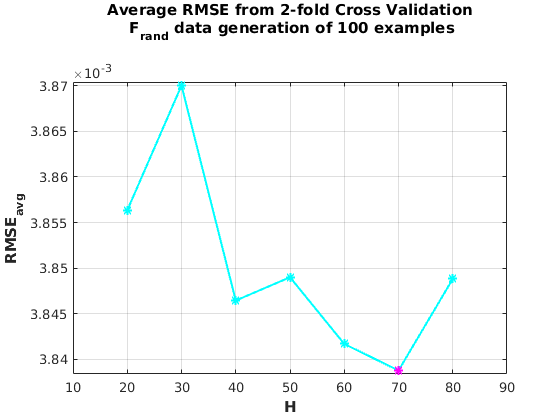 Average RMSE from 2-fold Cross Validation
F_rand data generation of 100 examples
×10^-3
3.87
3.865
3.86
3.855
3.85
3.845
3.84
RMSE_avg
10 20 30 40 50 60 70 80 90
H